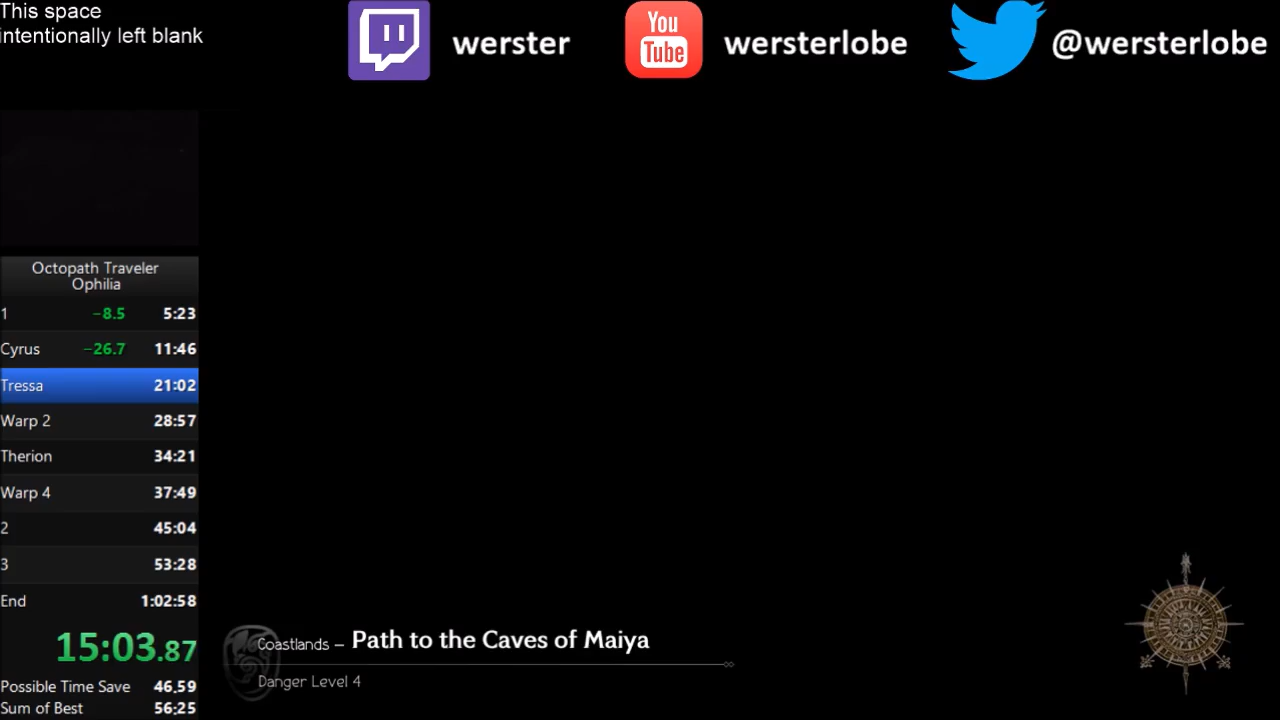 This space
intentionally left blank
werster
You
Tube
wersterlobe
@wersterlobe
Octopath Traveler
Ophilia
1 −8.5 5:23
Cyrus −26.7 11:46
Tressa 21:02
Warp 2 28:57
Therion 34:21
Warp 4 37:49
2 45:04
3 53:28
End 1:02:58
15:03.87
Possible Time Save 46.59
Sum of Best 56:25
Coastlands – Path to the Caves of Maiya
Danger Level 4